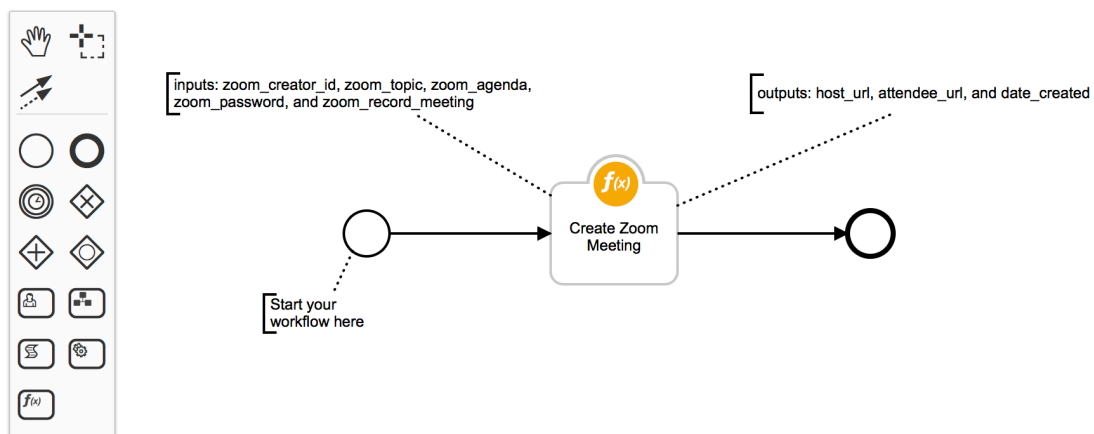 inputs: zoom_creator_id, zoom_topic, zoom_agenda,
zoom_password, and zoom_record_meeting
outputs: host_url, attendee_url, and date_created
f(x)
Create Zoom
Meeting
Start your
workflow here
f(x)